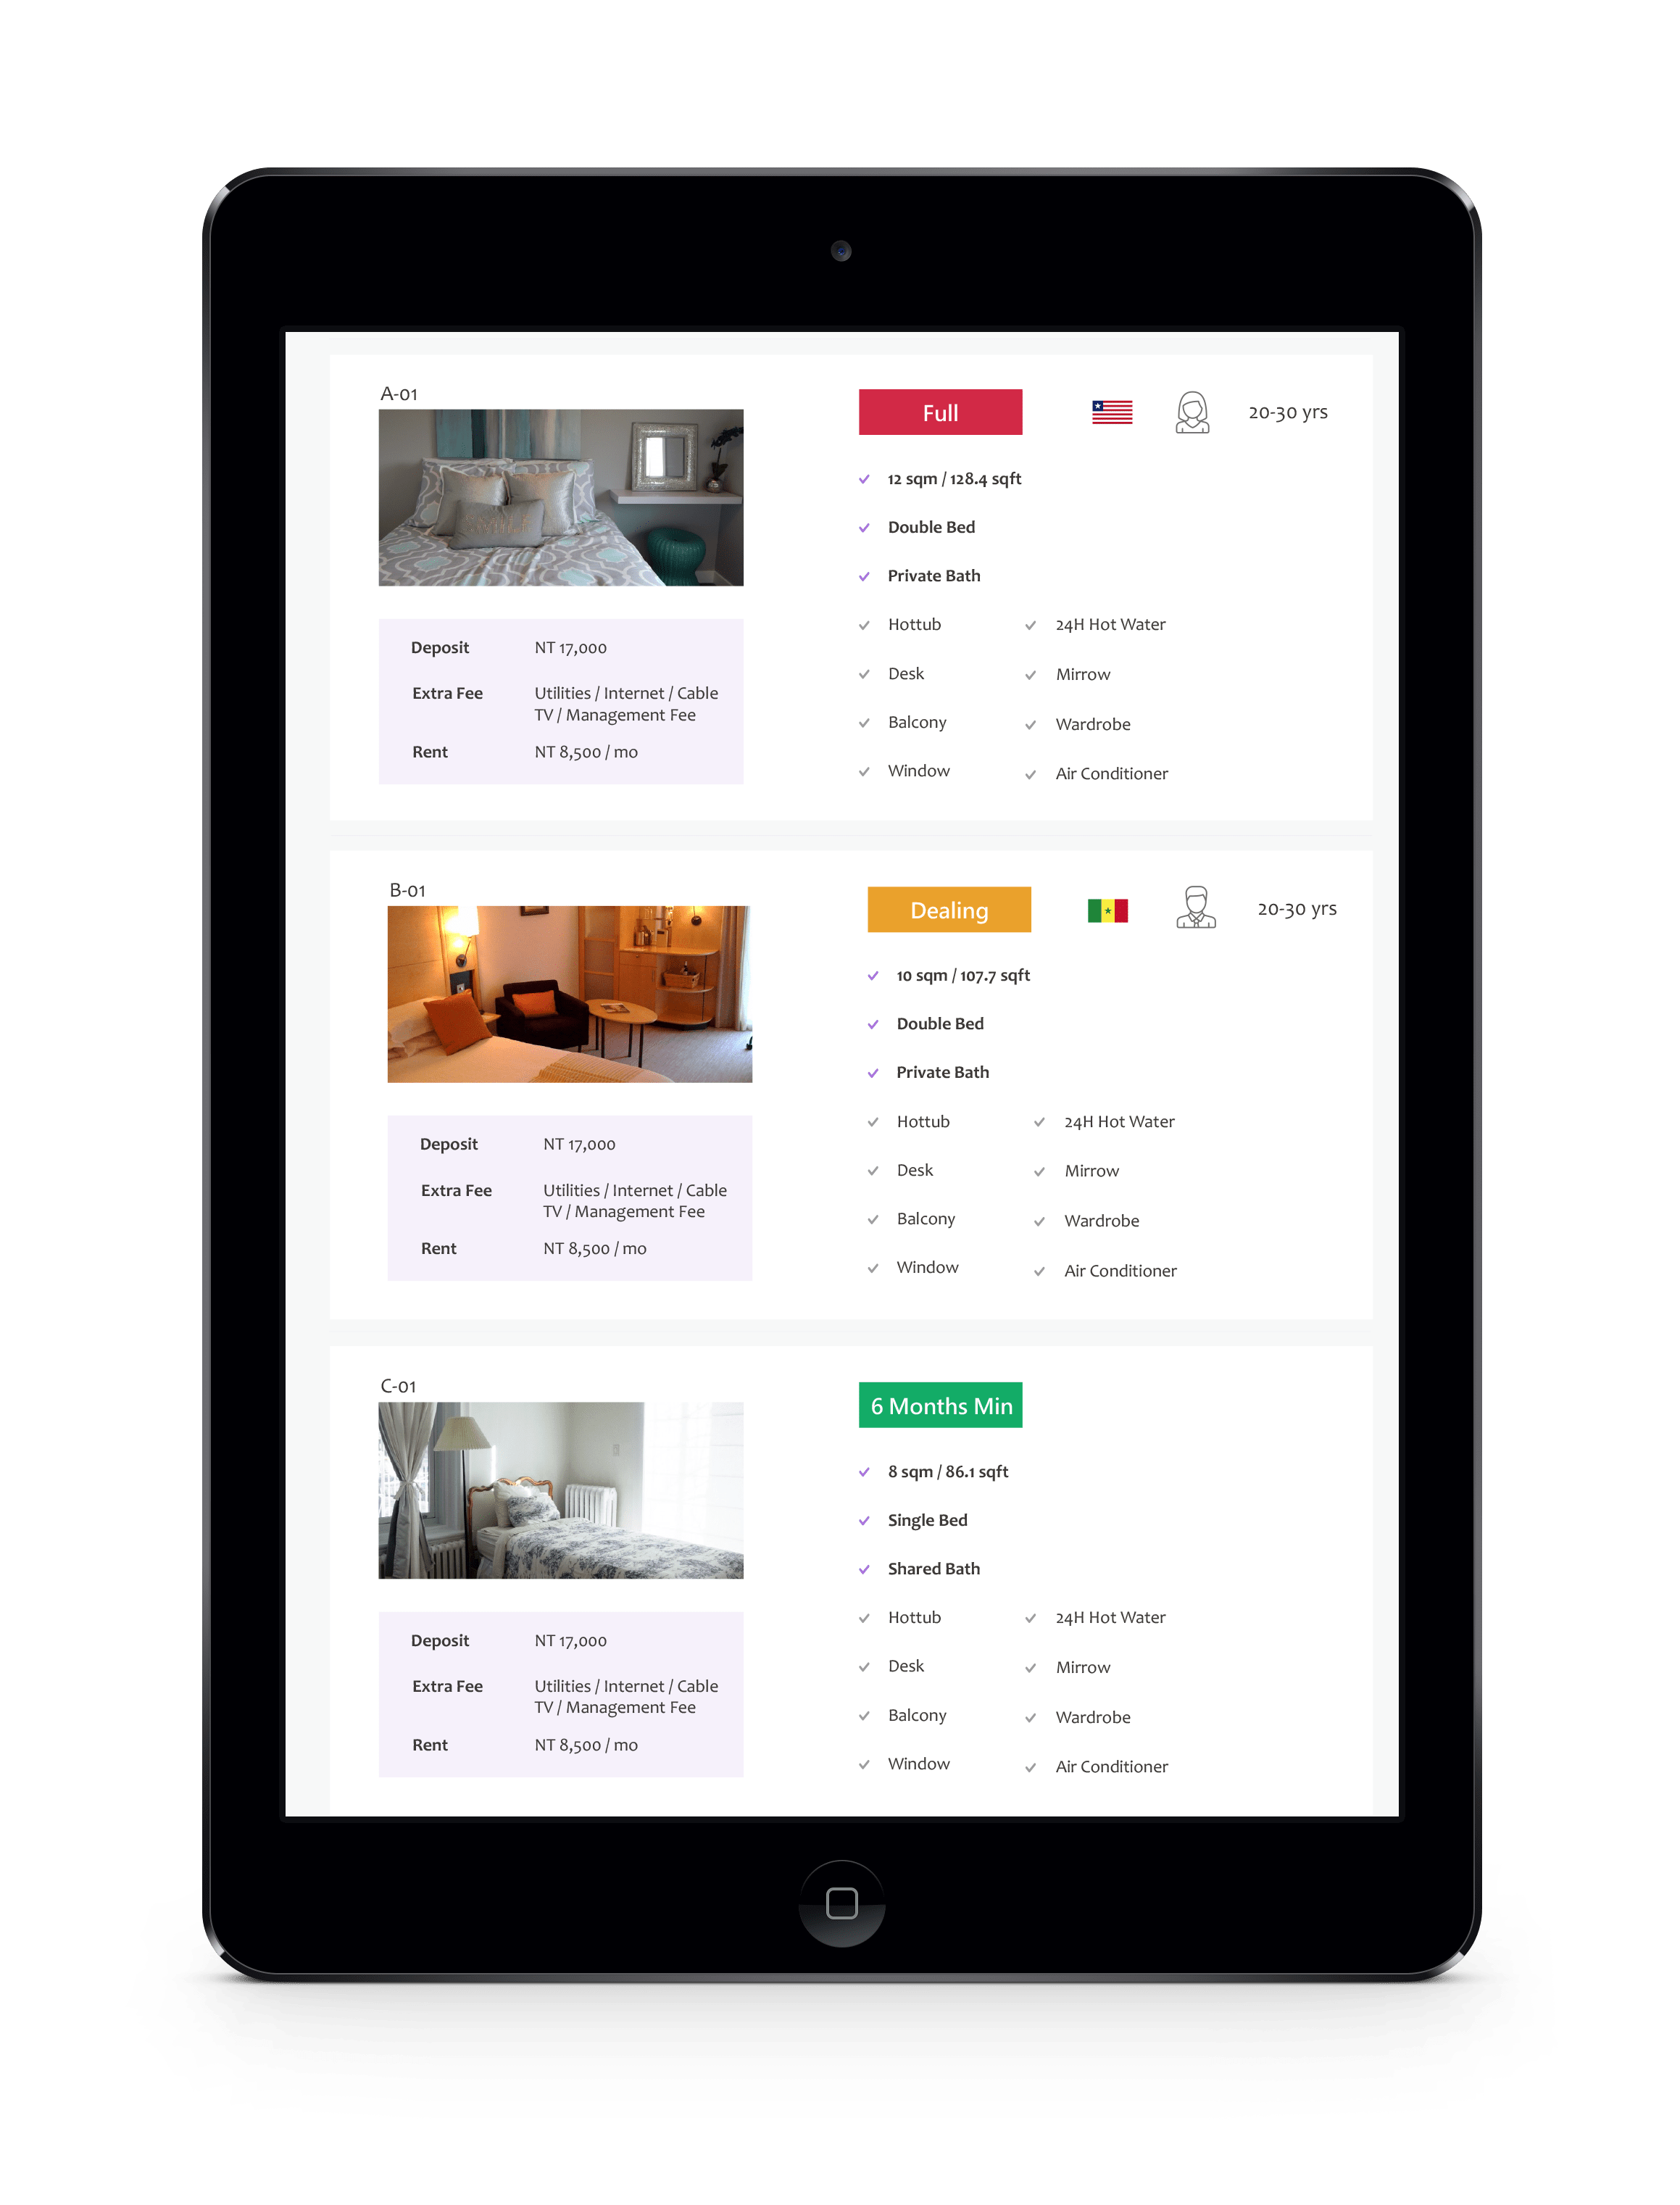 A-01
Full
20-30 yrs
12 sqm / 128.4 sqft
Double Bed
Private Bath
Hottub
24H Hot Water
Desk
Mirrow
Balcony
Wardrobe
Window
Air Conditioner
Deposit NT 17,000
Extra Fee Utilities / Internet / Cable
TV / Management Fee
Rent NT 8,500 / mo
B-01
Dealing
20-30 yrs
10 sqm / 107.7 sqft
Double Bed
Private Bath
Hottub
24H Hot Water
Desk
Mirrow
Balcony
Wardrobe
Window
Air Conditioner
Deposit NT 17,000
Extra Fee Utilities / Internet / Cable
TV / Management Fee
Rent NT 8,500 / mo
C-01
6 Months Min
8 sqm / 86.1 sqft
Single Bed
Shared Bath
Hottub
24H Hot Water
Desk
Mirrow
Balcony
Wardrobe
Window
Air Conditioner
Deposit NT 17,000
Extra Fee Utilities / Internet / Cable
TV / Management Fee
Rent NT 8,500 / mo